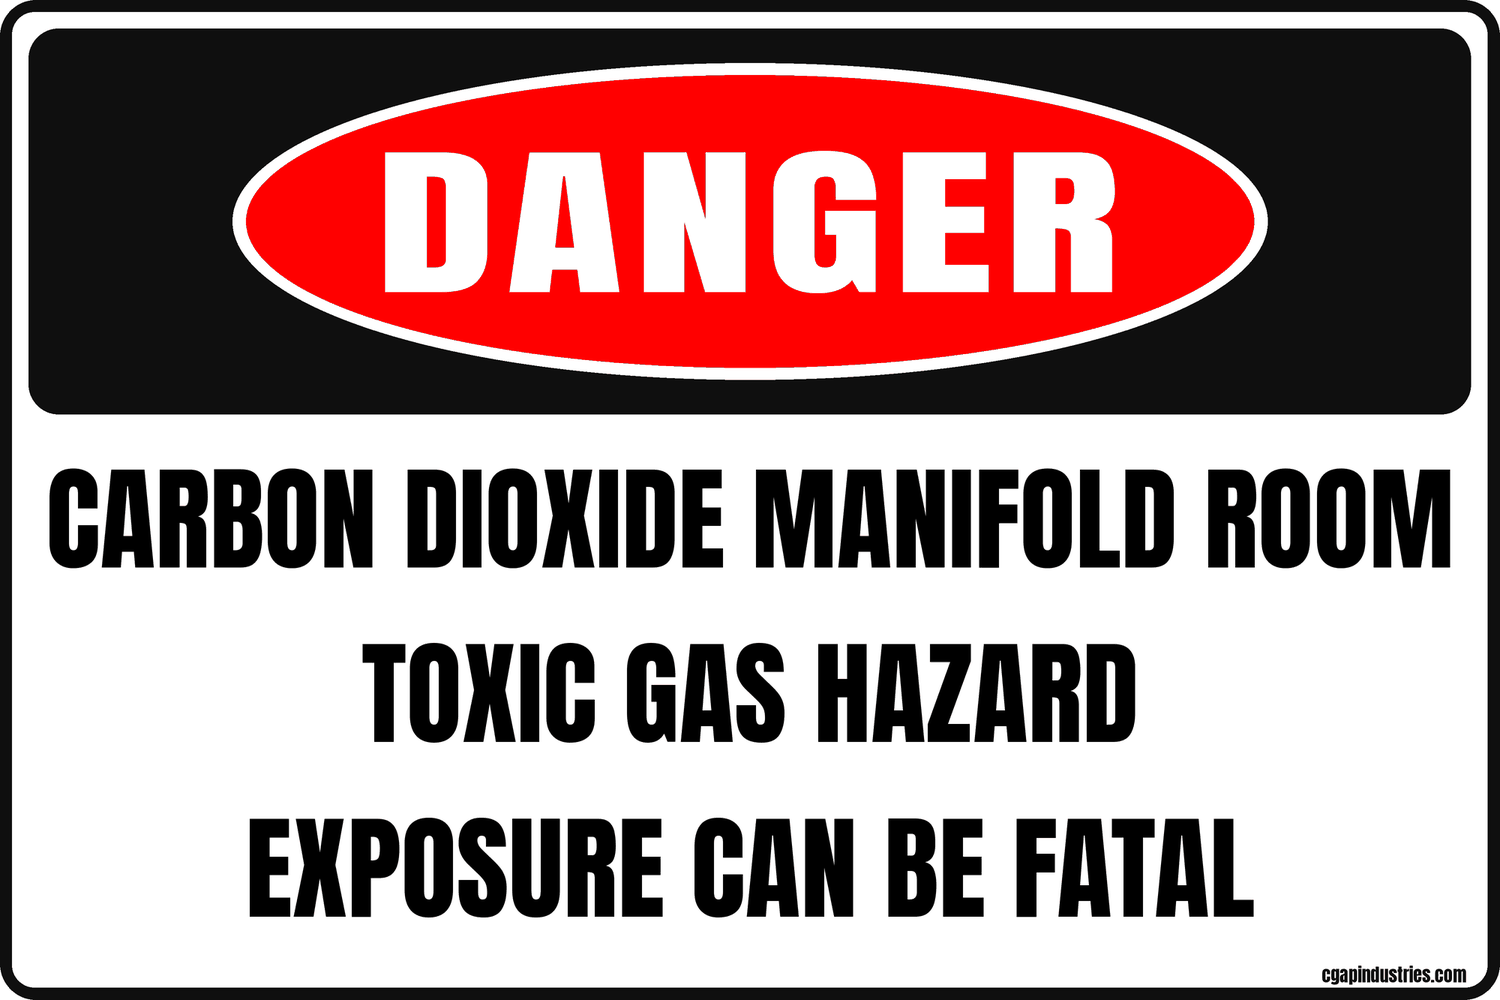 DANGER
CARBON DIOXIDE MANIFOLD ROOM
TOXIC GAS HAZARD
EXPOSURE CAN BE FATAL
cgapindustries.com